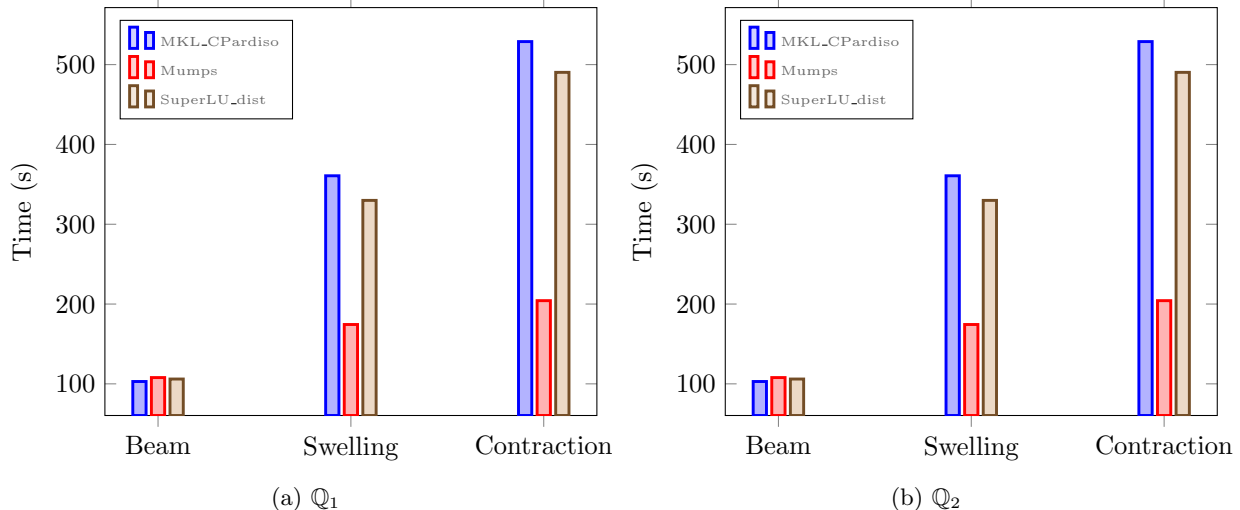 MKL_CPardiso
Mumps
SuperLU_dist
Time (s)
500
400
300
200
100
Beam
Swelling
Contraction
(a) ℚ₁
MKL_CPardiso
Mumps
SuperLU_dist
Time (s)
500
400
300
200
100
Beam
Swelling
Contraction
(b) ℚ₂